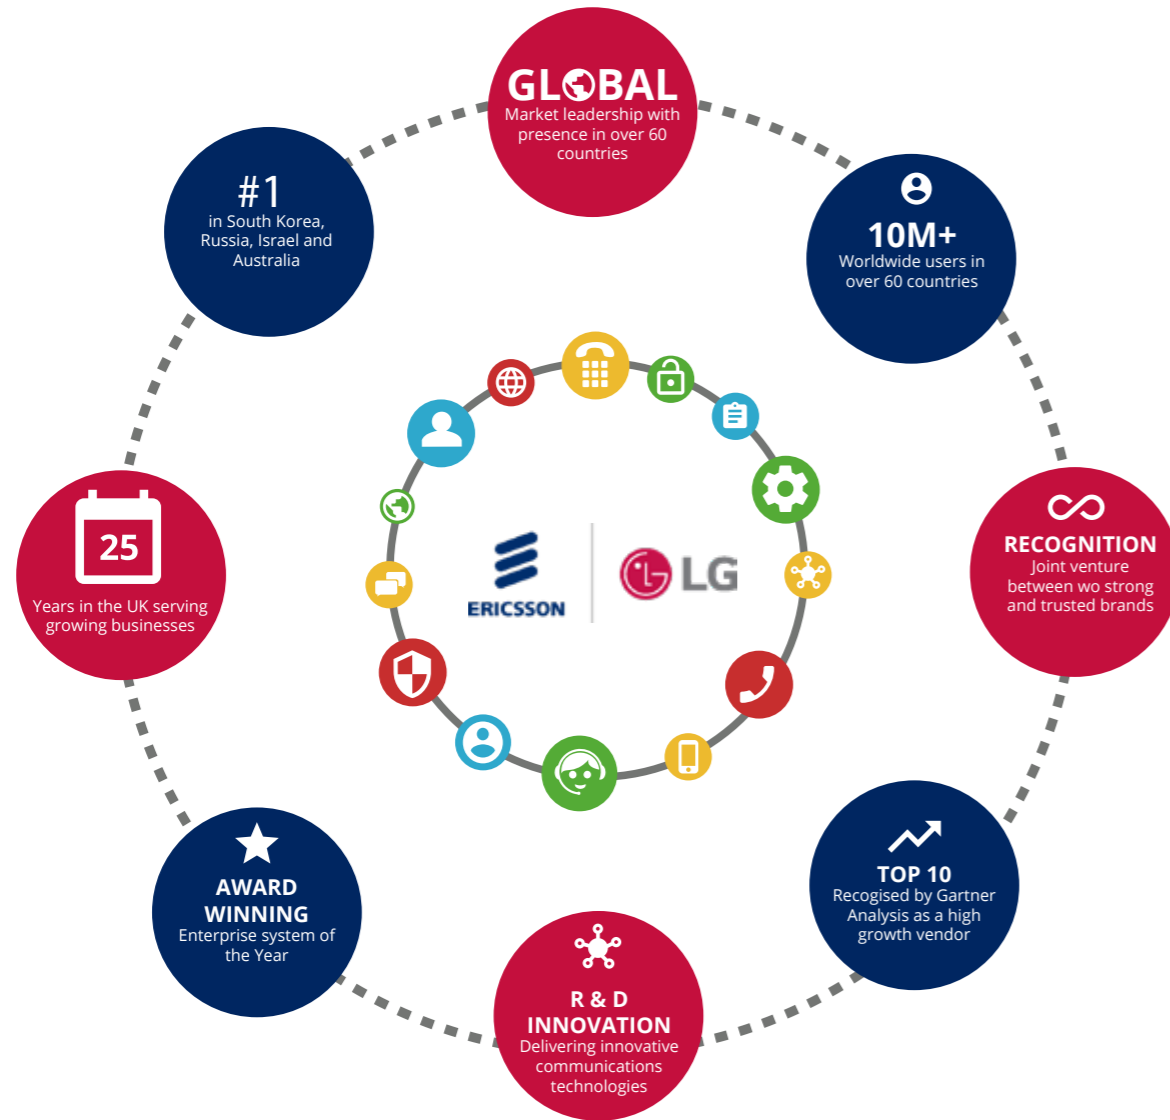 GLOBAL
Market leadership with
presence in over 60
countries
10M+
Worldwide users in
over 60 countries
RECOGNITION
Joint venture
between wo strong
and trusted brands
TOP 10
Recogised by Gartner
Analysis as a high
growth vendor
R & D
INNOVATION
Delivering innovative
communications
technologies
AWARD
WINNING
Enterprise system of
the Year
25
Years in the UK serving
growing businesses
#1
in South Korea,
Russia, Israel and
Australia
ERICSSON
LG